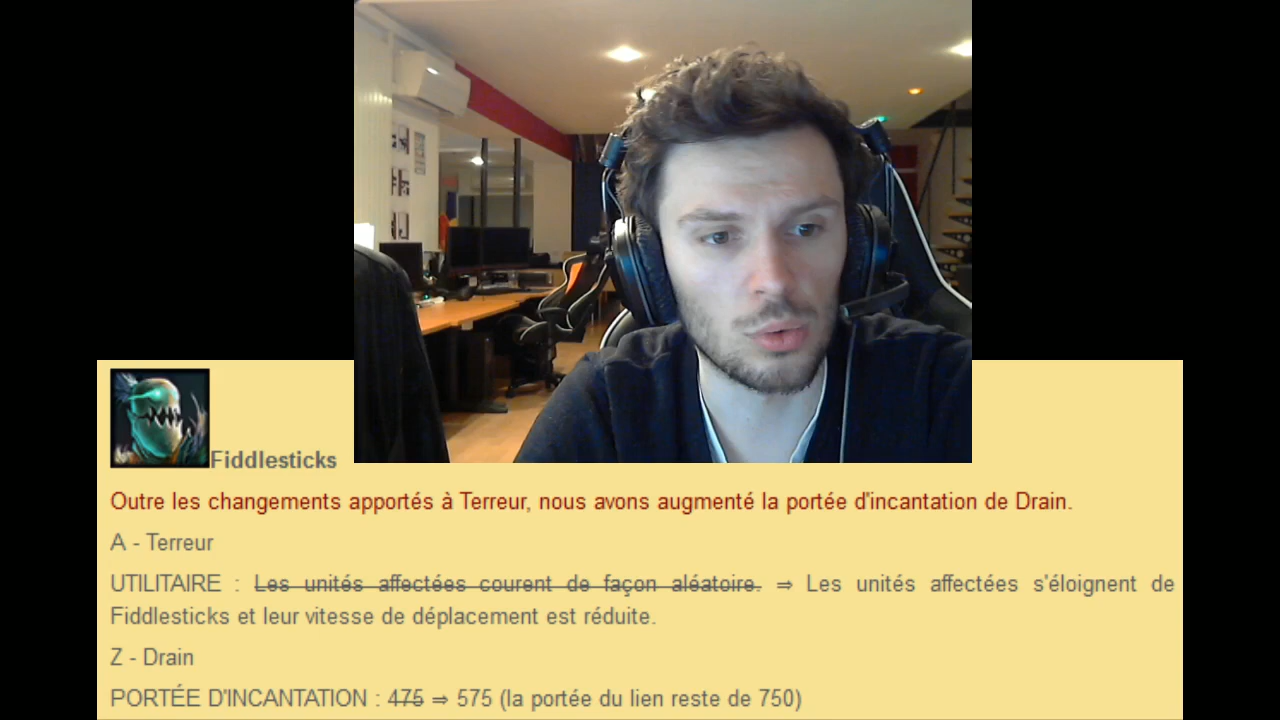 Fiddlesticks
Outre les changements apportés à Terreur, nous avons augmenté la portée d'incantation de Drain.
A - Terreur
UTILITAIRE : Les unités affectées courent de façon aléatoire. ⇒ Les unités affectées s'éloignent de
Fiddlesticks et leur vitesse de déplacement est réduite.
Z - Drain
PORTÉE D'INCANTATION : 475 ⇒ 575 (la portée du lien reste de 750)